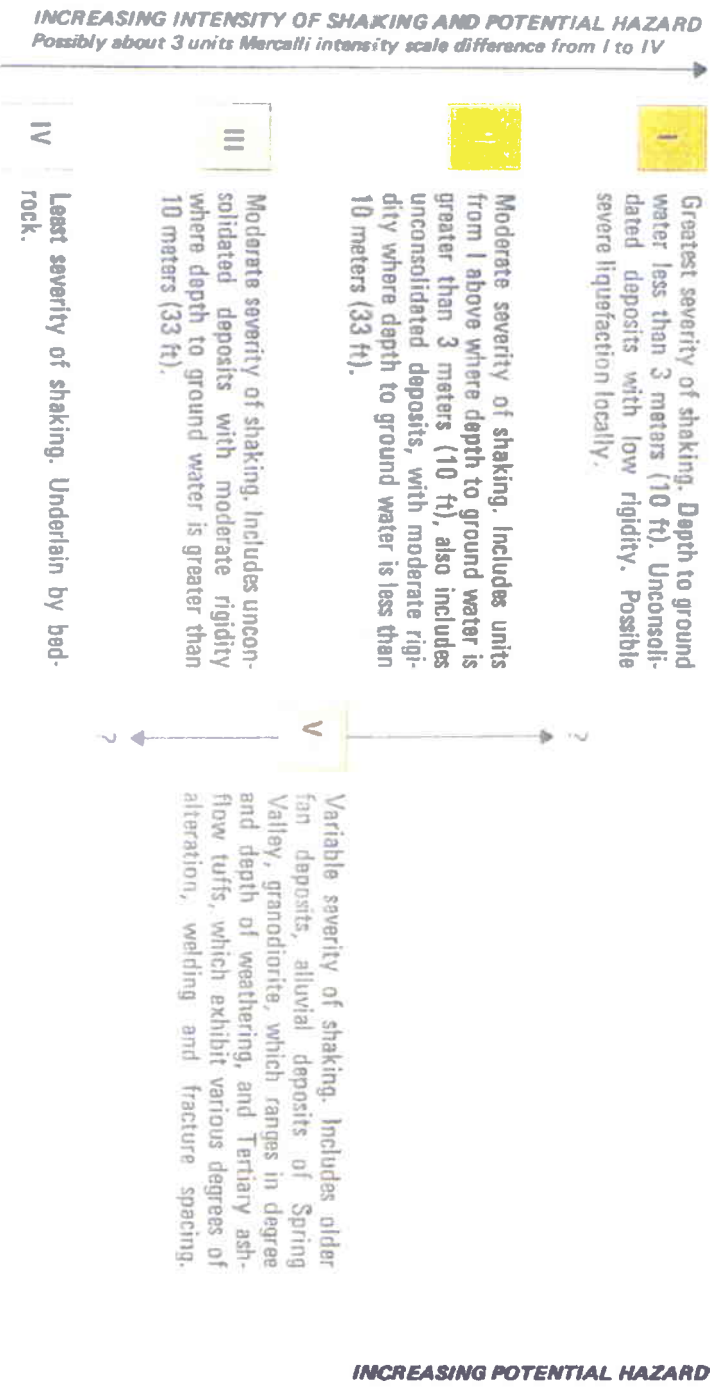 INCREASING INTENSITY OF SHAKING AND POTENTIAL HAZARD
Possibly about 3 units Mercalli intensity scale difference from I to IV
I
Greatest severity of shaking. Depth to ground
water less than 3 meters (10 ft). Unconsoli-
dated deposits with low rigidity. Possible
severe liquefaction locally.
Moderate severity of shaking. Includes units
from I above where depth to ground water is
greater than 3 meters (10 ft), also includes
unconsolidated deposits, with moderate rigi-
dity where depth to ground water is less than
10 meters (33 ft).
III
Moderate severity of shaking. Includes uncon-
solidated deposits with moderate rigidity
where depth to ground water is greater than
10 meters (33 ft).
IV
Least severity of shaking. Underlain by bed-
rock.
?
V
?
Variable severity of shaking. Includes older
fan deposits, alluvial deposits of Spring
Valley, granodiorite, which ranges in degree
and depth of weathering, and Tertiary ash-
flow tuffs, which exhibit various degrees of
alteration, welding and fracture spacing.
INCREASING POTENTIAL HAZARD